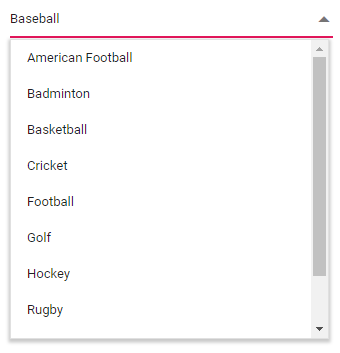 Baseball
American Football
Badminton
Basketball
Cricket
Football
Golf
Hockey
Rugby